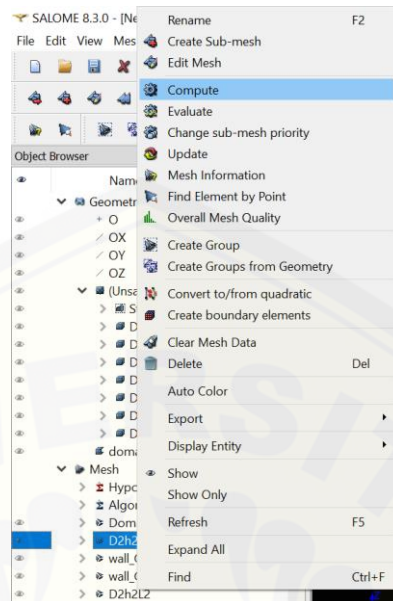 SALOME 8.3.0 - [Ne
File Edit View Mes
Object Browser
Nam
Geometr
O
OX
OY
OZ
(Unsa
S
D
D
D
D
D
D
doma
Mesh
Hypo
Algor
Dom
D2h2
wall_
wall_
D2h2L2
Rename F2
Create Sub-mesh
Edit Mesh
Compute
Evaluate
Change sub-mesh priority
Update
Mesh Information
Find Element by Point
Overall Mesh Quality
Create Group
Create Groups from Geometry
Convert to/from quadratic
Create boundary elements
Clear Mesh Data
Delete Del
Auto Color
Export
Display Entity
Show
Show Only
Refresh F5
Expand All
Find Ctrl+F